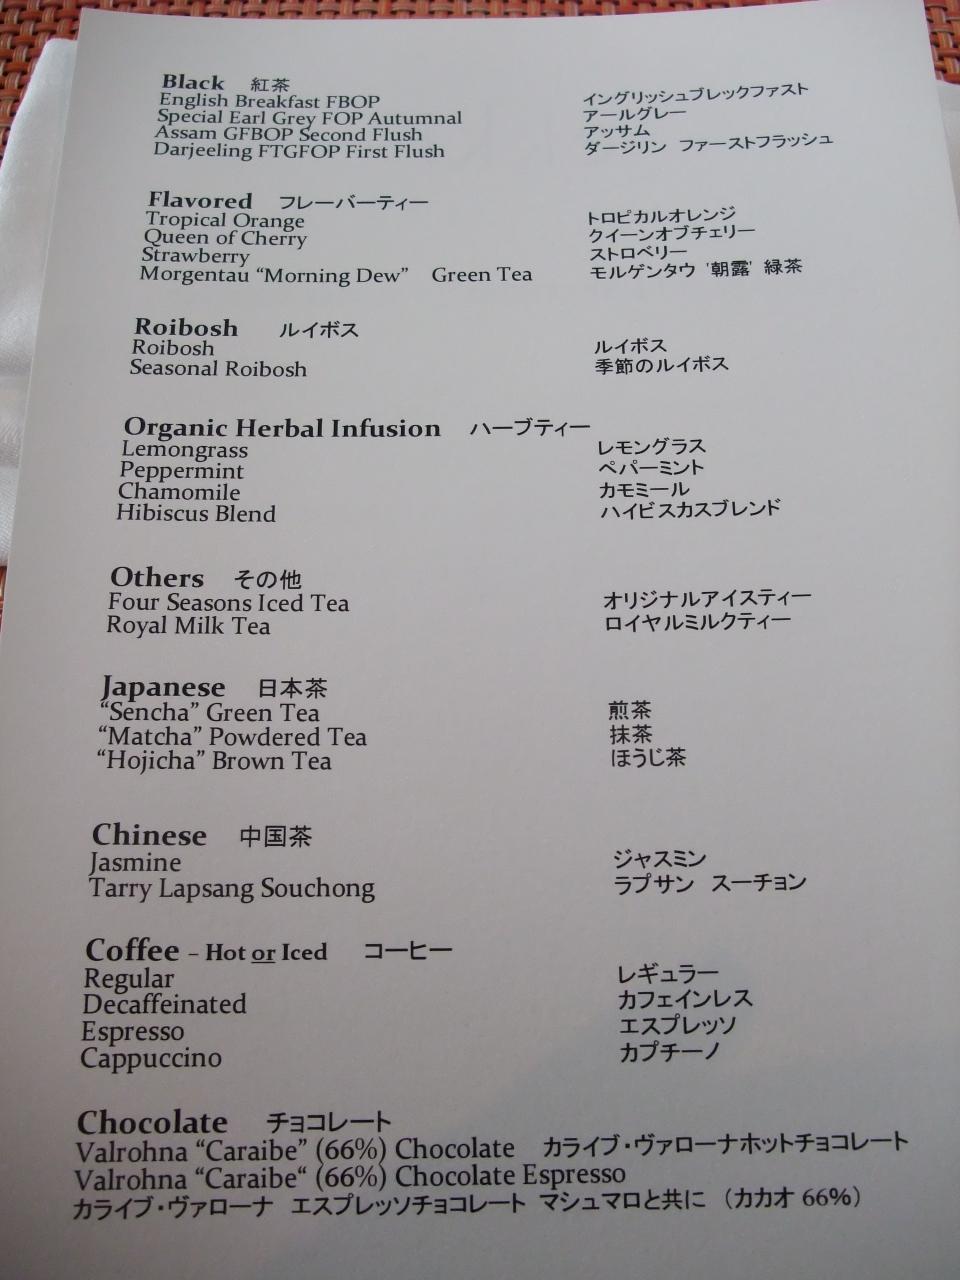 Black 紅茶
English Breakfast FBOP イングリッシュブレックファスト
Special Earl Grey FOP Autumnal アールグレー
Assam GFBOP Second Flush アッサム
Darjeeling FTGFOP First Flush ダージリン ファーストフラッシュ
Flavored フレーバーティー
Tropical Orange トロピカルオレンジ
Queen of Cherry クイーンオブチェリー
Strawberry ストロベリー
Morgentau “Morning Dew” Green Tea モルゲンタウ '朝露' 緑茶
Roibosh ルイボス
Roibosh ルイボス
Seasonal Roibosh 季節のルイボス
Organic Herbal Infusion ハーブティー
Lemongrass レモングラス
Peppermint ペパーミント
Chamomile カモミール
Hibiscus Blend ハイビスカスブレンド
Others その他
Four Seasons Iced Tea オリジナルアイスティー
Royal Milk Tea ロイヤルミルクティー
Japanese 日本茶
“Sencha” Green Tea 煎茶
“Matcha” Powdered Tea 抹茶
“Hojicha” Brown Tea ほうじ茶
Chinese 中国茶
Jasmine ジャスミン
Tarry Lapsang Souchong ラプサン スーチョン
Coffee – Hot or Iced コーヒー
Regular レギュラー
Decaffeinated カフェインレス
Espresso エスプレッソ
Cappuccino カプチーノ
Chocolate チョコレート
Valrohna “Caraibe” (66%) Chocolate カライブ・ヴァローナホットチョコレート
Valrohna “Caraibe“ (66%) Chocolate Espresso
カライブ・ヴァローナ エスプレッソチョコレート マシュマロと共に (カカオ 66%)